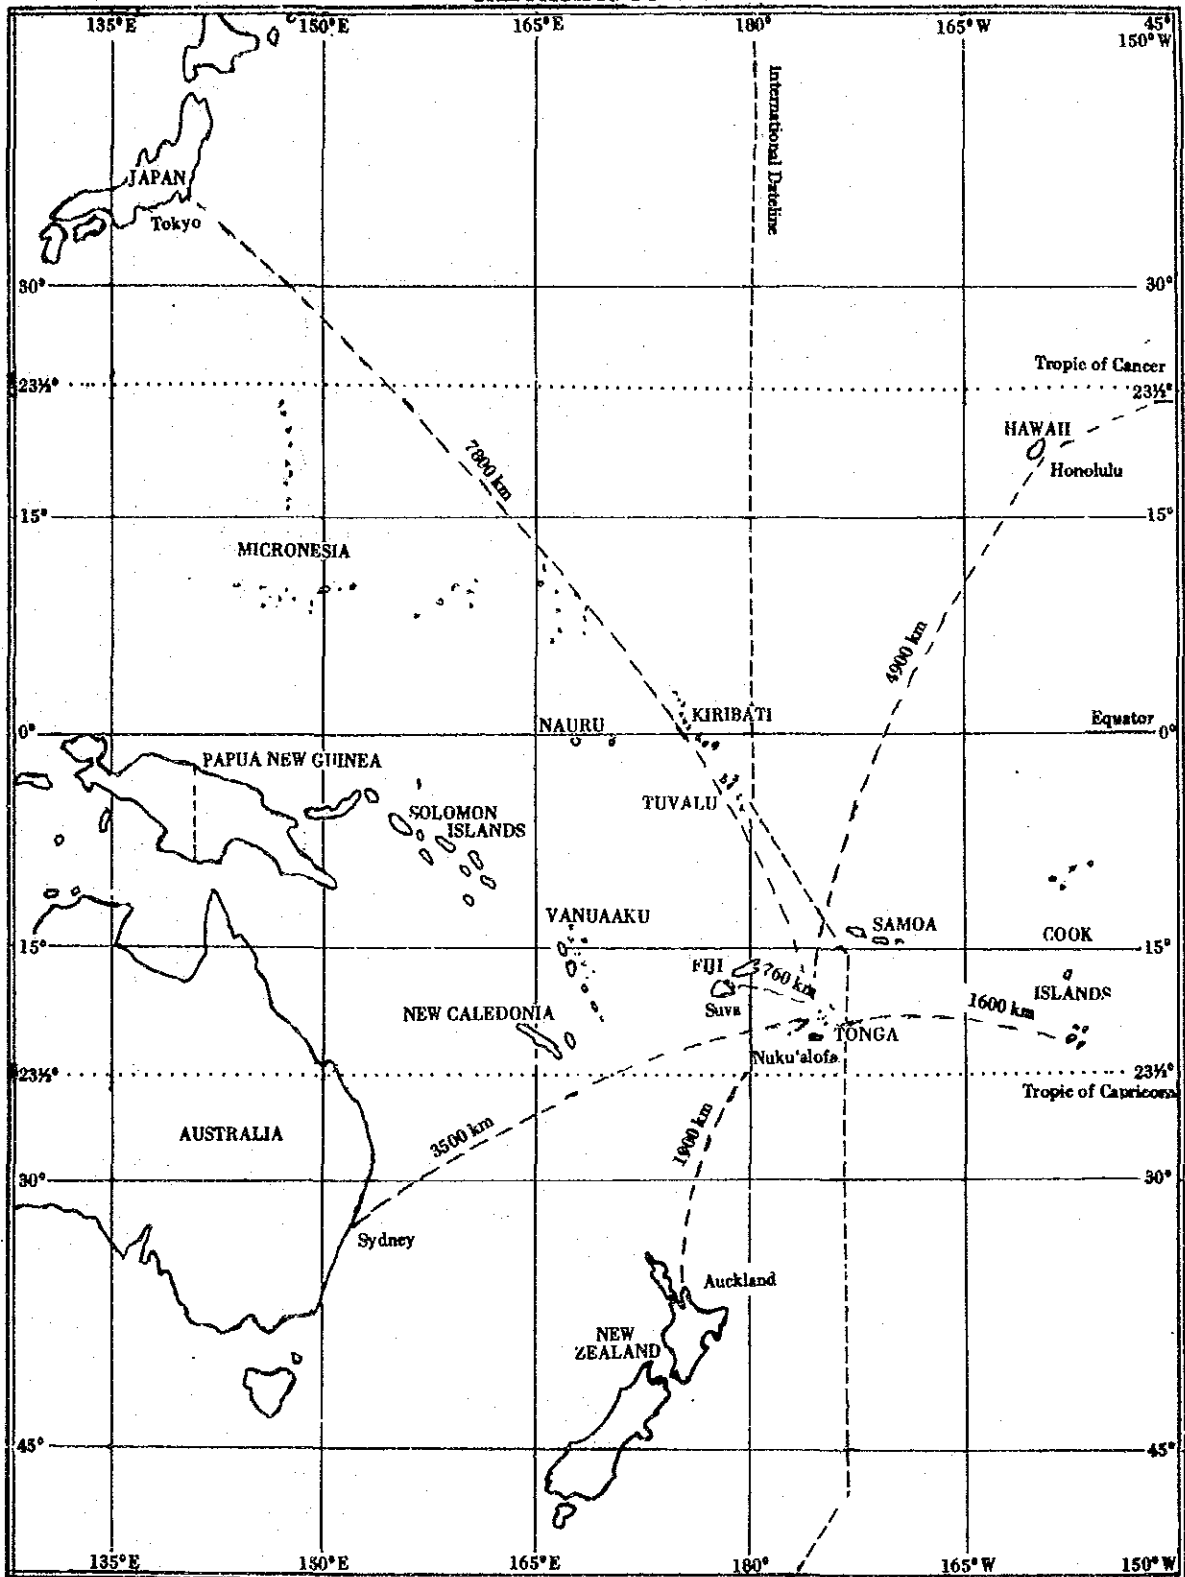 135°E 150°E 165°E 180° 165°W 45°
150°W
International Dateline
JAPAN
Tokyo
30° 30°
Tropic of Cancer
23½° 23½°
HAWAII
Honolulu
7800 km
15° 15°
MICRONESIA
4900 km
KIRIBATI
NAURU
Equator
0° 0°
PAPUA NEW GUINEA
TUVALU
SOLOMON
ISLANDS
VANUAAKU
SAMOA
COOK
15° 15°
FIJI
760 km
ISLANDS
1600 km
Suva
NEW CALEDONIA
TONGA
Nuku'alofa
23½° 23½°
Tropic of Capricorn
AUSTRALIA
3500 km
1900 km
30° 30°
Sydney
Auckland
NEW
ZEALAND
45° 45°
135°E 150°E 165°E 180° 165°W 150°W